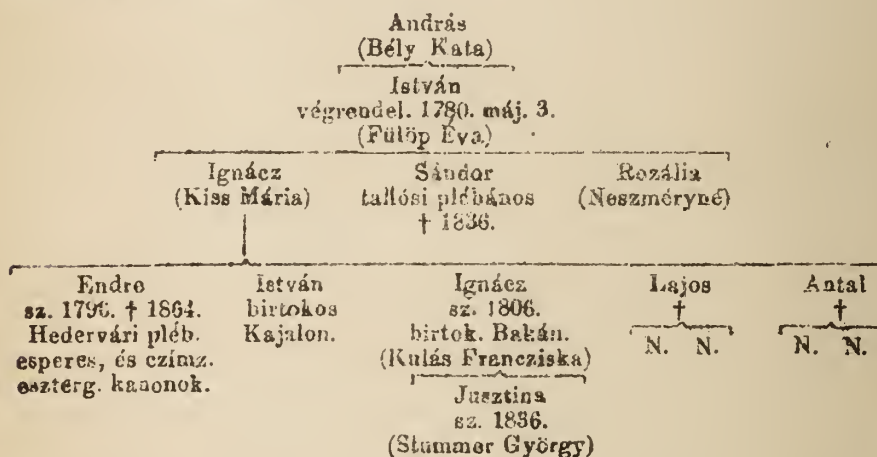 András
(Bély Kata)
István
végrendel. 1780. máj. 3.
(Fülöp Éva)
Ignácz Sándor Rozália
(Kiss Mária) tallósi plébános (Neszméryné)
† 1836.
Endre István Ignácz Lajos Antal
sz. 1796. † 1864. birtokos sz. 1806. † †
Hedervári pléb. Kajalon. birtok. Bakán. N. N. N. N.
esperes, és czímz. (Kulás Francziska)
esztérg. kanonok. Jusztina
sz. 1836.
(Stummer György)